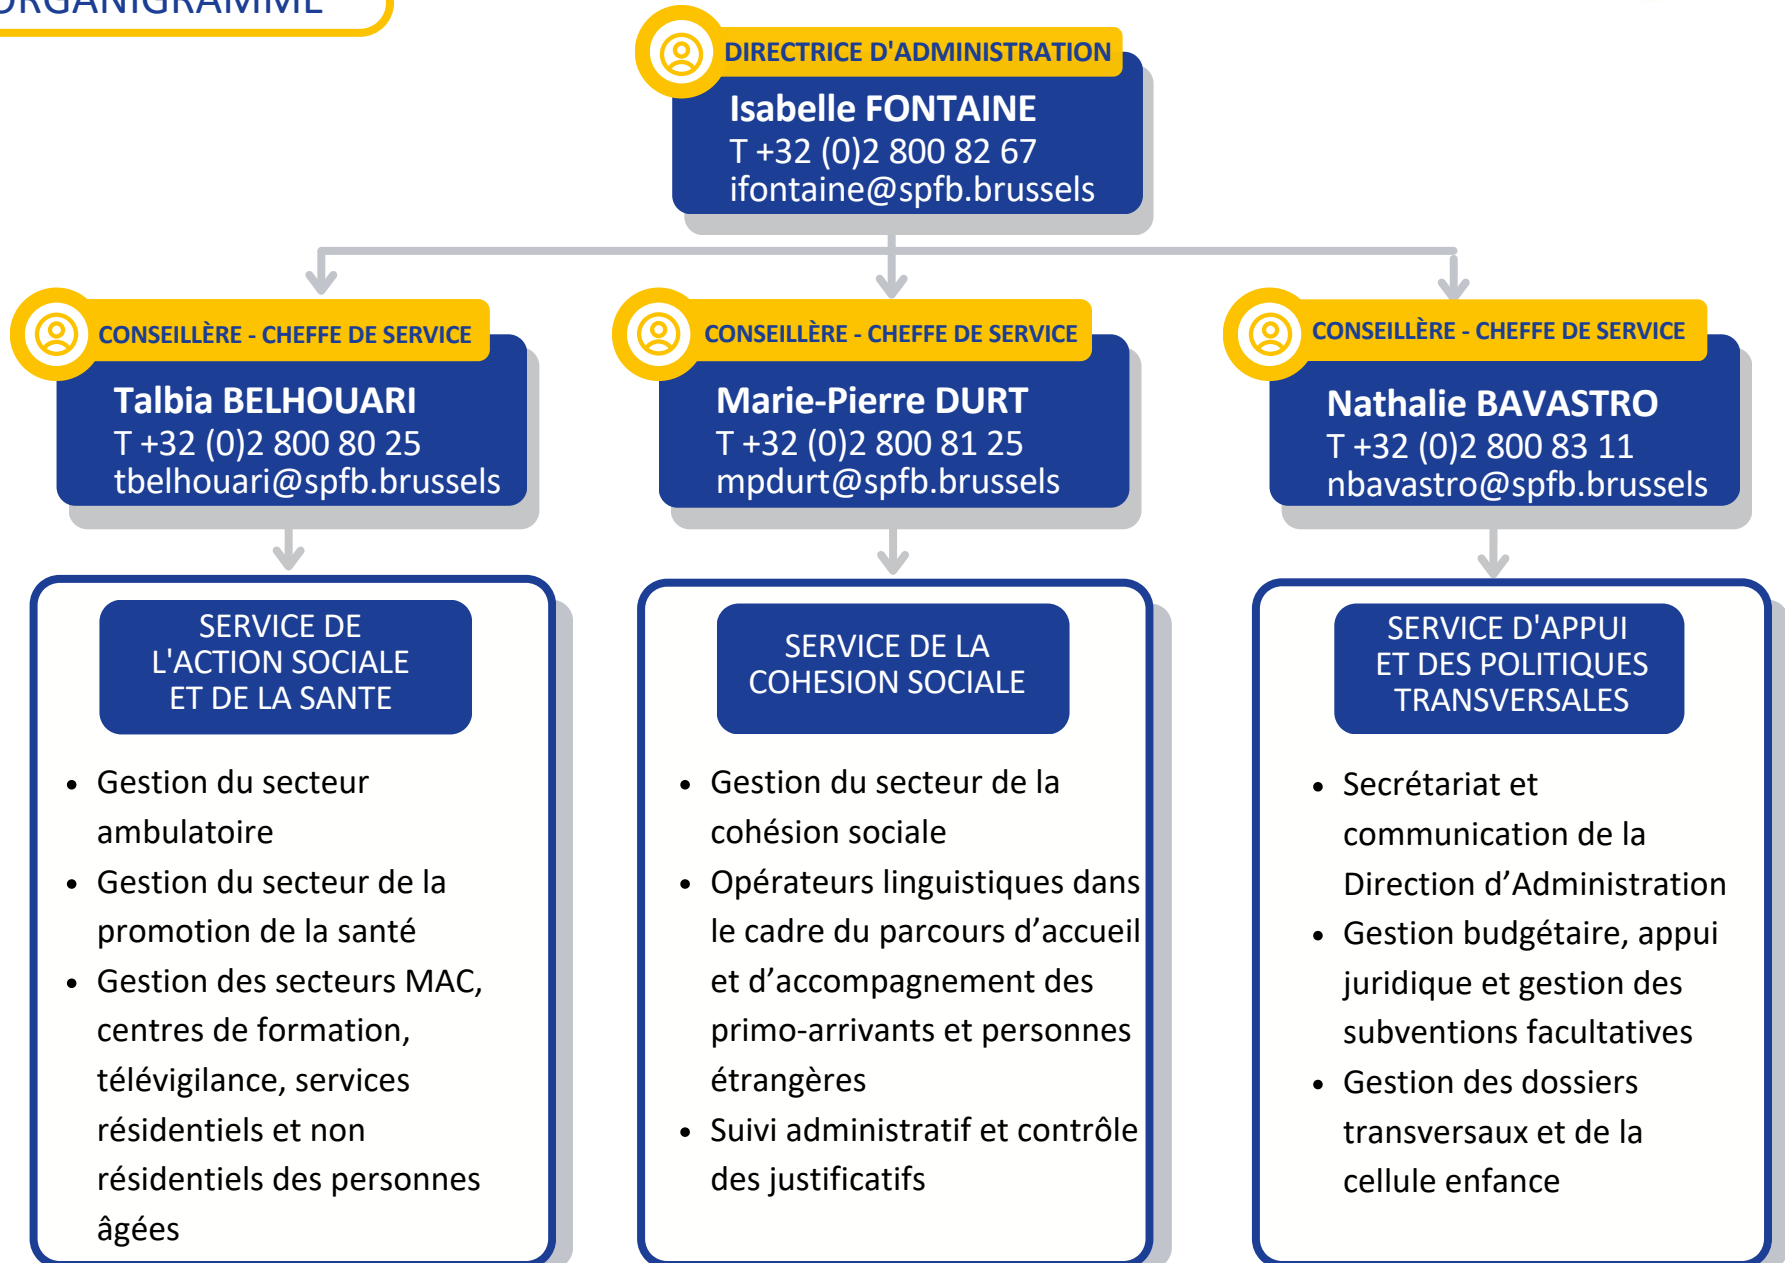 ORGANIGRAMME
DIRECTRICE D'ADMINISTRATION
Isabelle FONTAINE
T +32 (0)2 800 82 67
ifontaine@spfb.brussels
CONSEILLÈRE - CHEFFE DE SERVICE
Talbia BELHOUARI
T +32 (0)2 800 80 25
tbelhouari@spfb.brussels
SERVICE DE
L'ACTION SOCIALE
ET DE LA SANTE
• Gestion du secteur
ambulatoire
• Gestion du secteur de la
promotion de la santé
• Gestion des secteurs MAC,
centres de formation,
télévigilance, services
résidentiels et non
résidentiels des personnes
âgées
CONSEILLÈRE - CHEFFE DE SERVICE
Marie-Pierre DURT
T +32 (0)2 800 81 25
mpdurt@spfb.brussels
SERVICE DE LA
COHESION SOCIALE
• Gestion du secteur de la
cohésion sociale
• Opérateurs linguistiques dans
le cadre du parcours d’accueil
et d’accompagnement des
primo-arrivants et personnes
étrangères
• Suivi administratif et contrôle
des justificatifs
CONSEILLÈRE - CHEFFE DE SERVICE
Nathalie BAVASTRO
T +32 (0)2 800 83 11
nbavastro@spfb.brussels
SERVICE D'APPUI
ET DES POLITIQUES
TRANSVERSALES
• Secrétariat et
communication de la
Direction d’Administration
• Gestion budgétaire, appui
juridique et gestion des
subventions facultatives
• Gestion des dossiers
transversaux et de la
cellule enfance